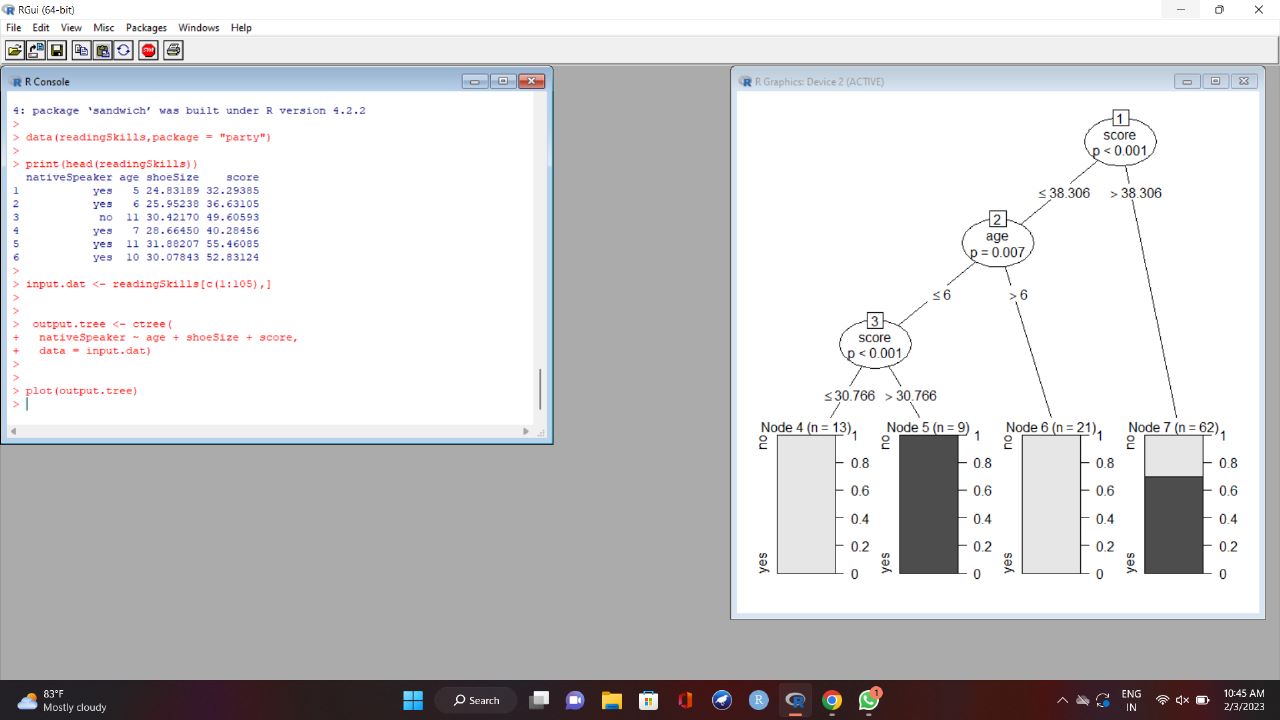 RGui (64-bit)
File Edit View Misc Packages Windows Help
STOP
R Console
4: package ‘sandwich’ was built under R version 4.2.2
>
> data(readingSkills,package = "party")
>
> print(head(readingSkills))
  nativeSpeaker age shoeSize    score
1           yes   5 24.83189 32.29385
2           yes   6 25.95238 36.63105
3            no  11 30.42170 49.60593
4           yes   7 28.66450 40.28456
5           yes  11 31.88207 55.46085
6           yes  10 30.07843 52.83124
>
> input.dat <- readingSkills[c(1:105),]
>
>
>  output.tree <- ctree(
+   nativeSpeaker ~ age + shoeSize + score,
+   data = input.dat)
>
>
> plot(output.tree)
>
R Graphics: Device 2 (ACTIVE)
1
score
p < 0.001
≤ 38.306 > 38.306
2
age
p = 0.007
≤ 6 > 6
3
score
p < 0.001
≤ 30.766 > 30.766
Node 4 (n = 13) Node 5 (n = 9) Node 6 (n = 21) Node 7 (n = 62)
no 1 no 1 no 1 no 1
0.8 0.8 0.8 0.8
0.6 0.6 0.6 0.6
0.4 0.4 0.4 0.4
0.2 0.2 0.2 0.2
yes 0 yes 0 yes 0 yes 0
83°F
Mostly cloudy
Search
1
ENG
IN
10:45 AM
2/3/2023